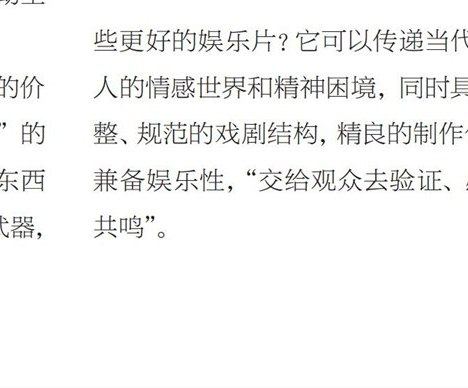 的价
”的
东西
武器，
些更好的娱乐片？它可以传递当代
人的情感世界和精神困境，同时具
整、规范的戏剧结构，精良的制作
兼备娱乐性，“交给观众去验证、
共鸣”。